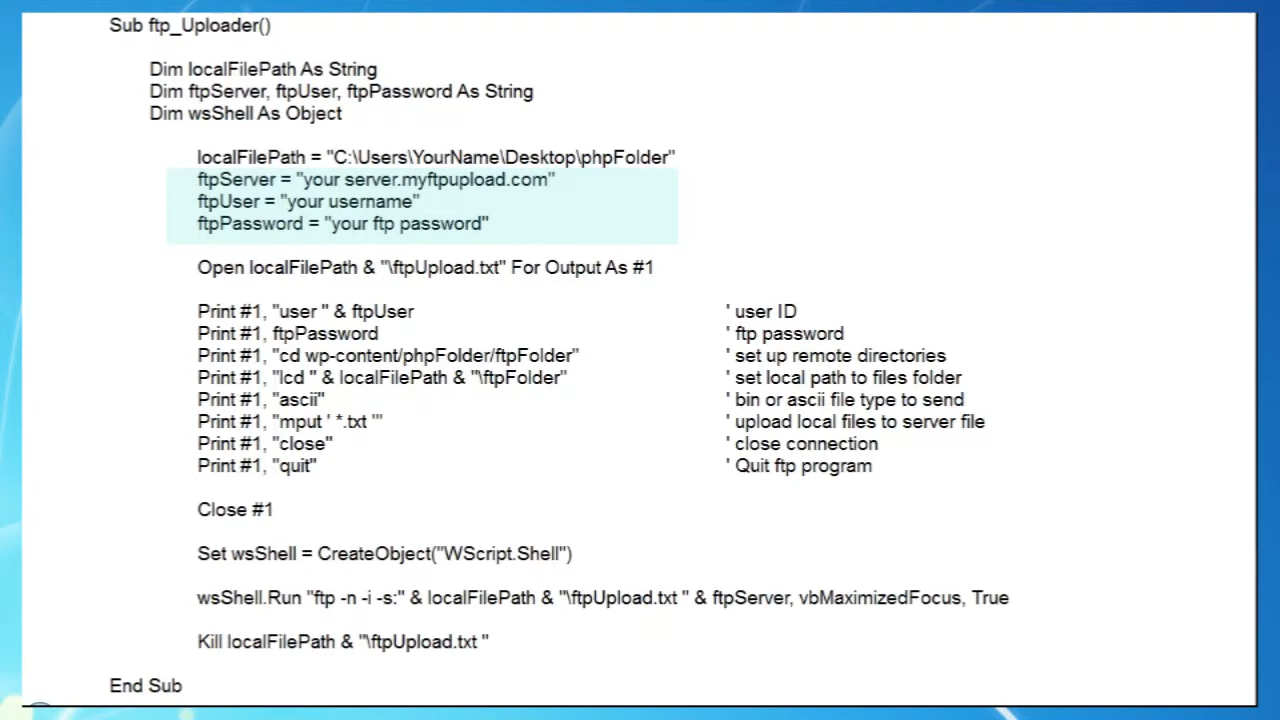 Sub ftp_Uploader()
Dim localFilePath As String
Dim ftpServer, ftpUser, ftpPassword As String
Dim wsShell As Object
localFilePath = "C:\Users\YourName\Desktop\phpFolder"
ftpServer = "your server.myftpupload.com"
ftpUser = "your username"
ftpPassword = "your ftp password"
Open localFilePath & "\ftpUpload.txt" For Output As #1
Print #1, "user " & ftpUser ' user ID
Print #1, ftpPassword ' ftp password
Print #1, "cd wp-content/phpFolder/ftpFolder" ' set up remote directories
Print #1, "lcd " & localFilePath & "\ftpFolder" ' set local path to files folder
Print #1, "ascii" ' bin or ascii file type to send
Print #1, "mput ' *.txt '" ' upload local files to server file
Print #1, "close" ' close connection
Print #1, "quit" ' Quit ftp program
Close #1
Set wsShell = CreateObject("WScript.Shell")
wsShell.Run "ftp -n -i -s:" & localFilePath & "\ftpUpload.txt " & ftpServer, vbMaximizedFocus, True
Kill localFilePath & "\ftpUpload.txt "
End Sub